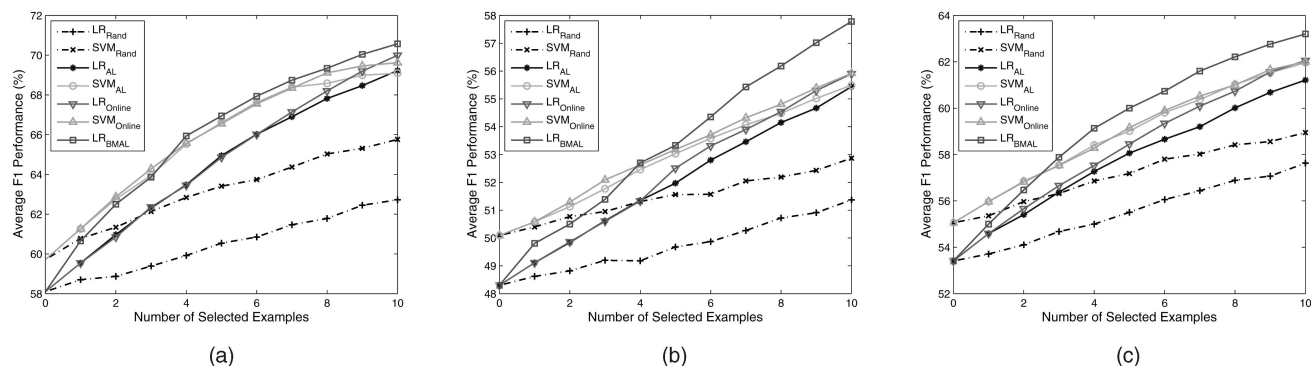 72
70
68
66
64
62
60
58
Average F1 Performance (%)
LR_Rand
SVM_Rand
LR_AL
SVM_AL
LR_Online
SVM_Online
LR_BMAL
0 2 4 6 8 10
Number of Selected Examples
(a)
58
57
56
55
54
53
52
51
50
49
48
Average F1 Performance (%)
LR_Rand
SVM_Rand
LR_AL
SVM_AL
LR_Online
SVM_Online
LR_BMAL
0 2 4 6 8 10
Number of Selected Examples
(b)
64
62
60
58
56
54
52
Average F1 Performance (%)
LR_Rand
SVM_Rand
LR_AL
SVM_AL
LR_Online
SVM_Online
LR_BMAL
0 2 4 6 8 10
Number of Selected Examples
(c)